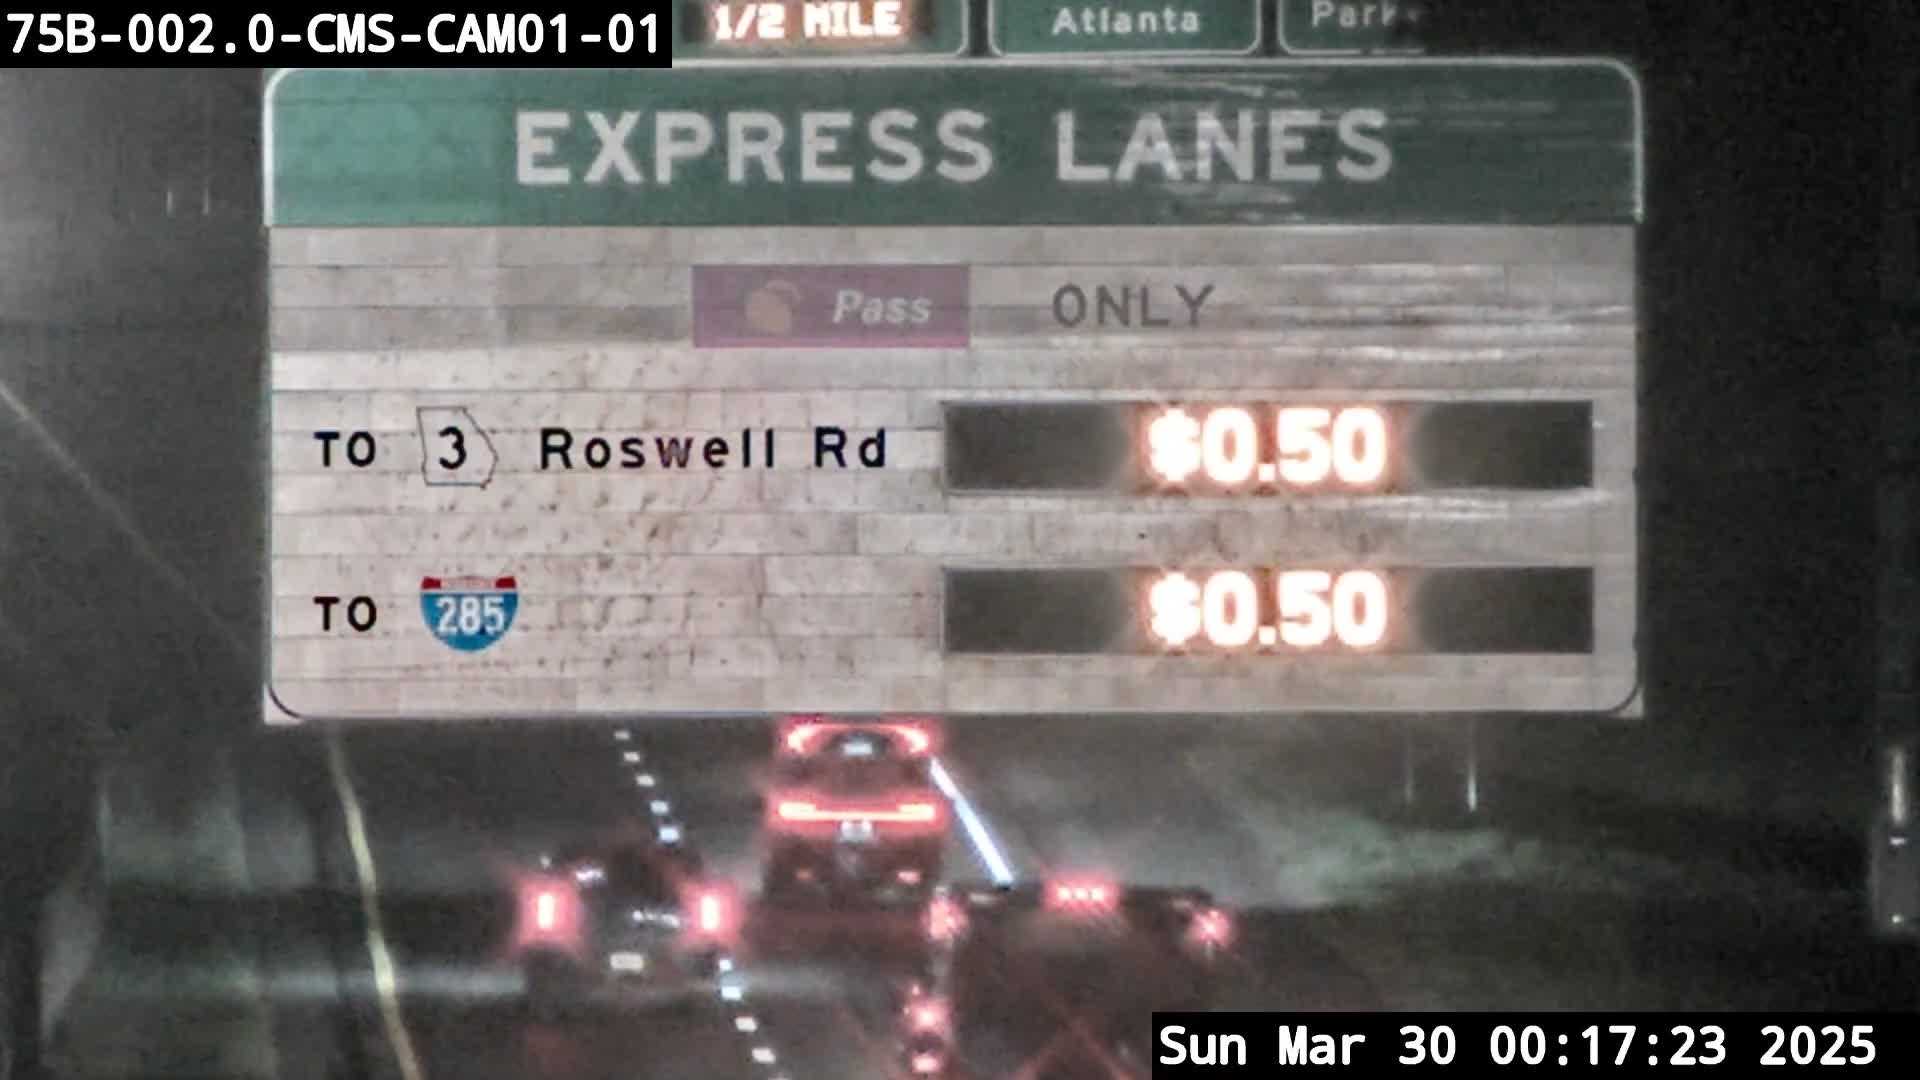 75B-002.0-CMS-CAM01-01
1/2 MILE
Atlanta
EXPRESS LANES
Pass ONLY
TO 3 Roswell Rd $0.50
TO 285 $0.50
Sun Mar 30 00:17:23 2025